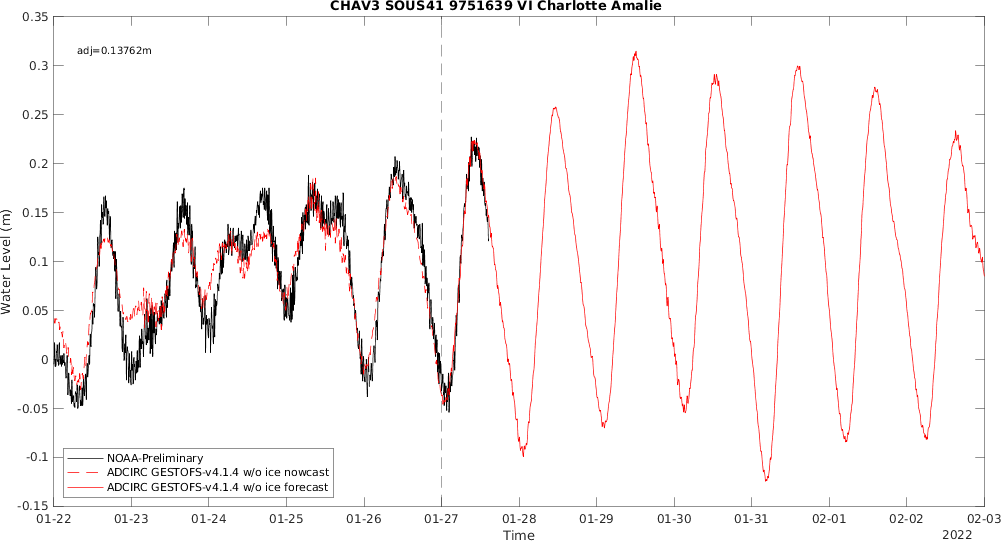 CHAV3 SOUS41 9751639 VI Charlotte Amalie
adj=0.13762m
0.35
0.3
0.25
0.2
0.15
0.1
0.05
0
-0.05
-0.1
-0.15
Water Level (m)
NOAA-Preliminary
ADCIRC GESTOFS-v4.1.4 w/o ice nowcast
ADCIRC GESTOFS-v4.1.4 w/o ice forecast
01-22 01-23 01-24 01-25 01-26 01-27 01-28 01-29 01-30 01-31 02-01 02-02 02-03
Time
2022